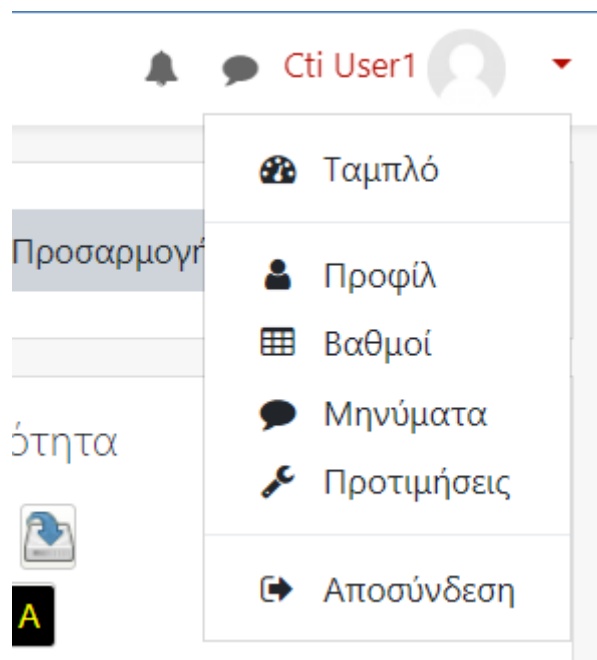 Cti User1
Ταμπλό
Προσαρμογή
Προφίλ
Βαθμοί
Μηνύματα
ότητα
Προτιμήσεις
Αποσύνδεση
A